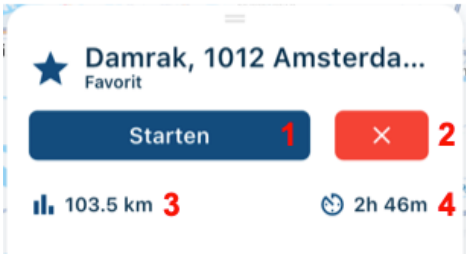 Damrak, 1012 Amsterda...
Favorit
Starten 1 2
103.5 km 3 2h 46m 4